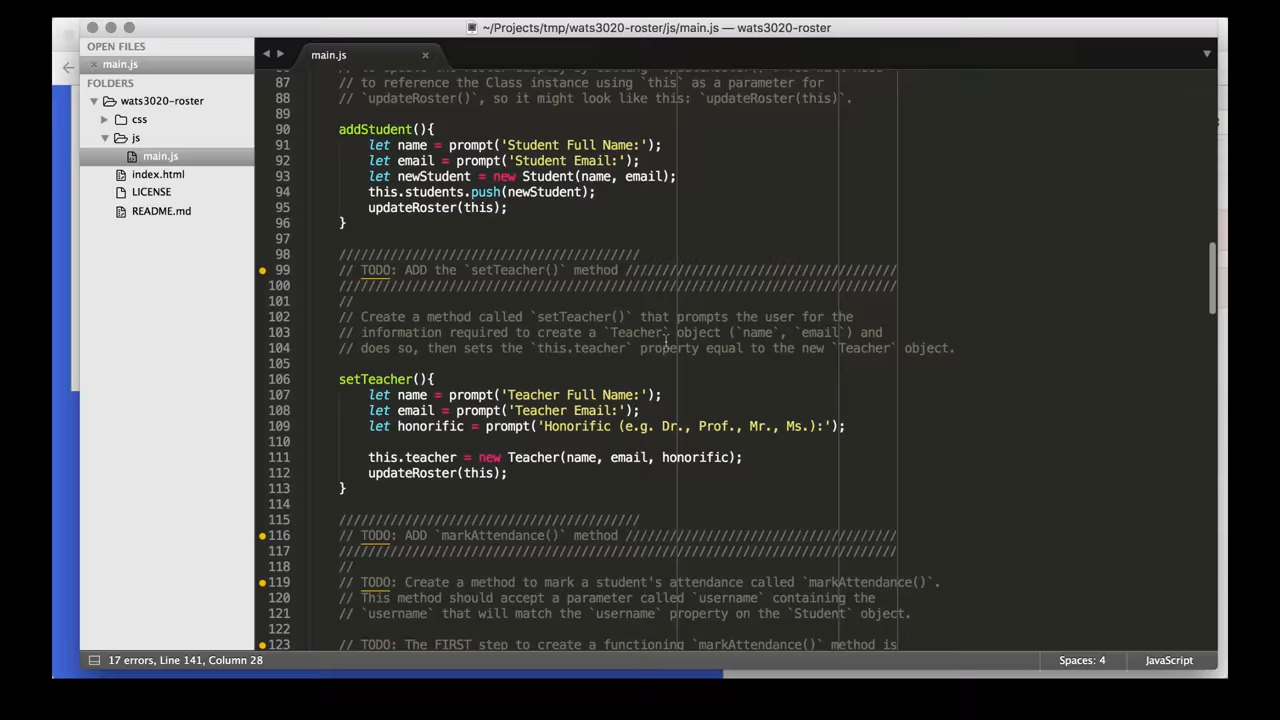 ~/Projects/tmp/wats3020-roster/js/main.js — wats3020-roster
OPEN FILES
main.js
FOLDERS
wats3020-roster
css
js
main.js
index.html
LICENSE
README.md
main.js
87 // to reference the Class instance using `this` as a parameter for
88 // `updateRoster()`, so it might look like this: `updateRoster(this)`.
89
90 addStudent(){
91 let name = prompt('Student Full Name:');
92 let email = prompt('Student Email:');
93 let newStudent = new Student(name, email);
94 this.students.push(newStudent);
95 updateRoster(this);
96 }
97
98 /////////////////////////////////////////
99 // TODO: ADD the `setTeacher()` method /////////////////////////////////////
100 ////////////////////////////////////////////////////////////////////////////
101 //
102 // Create a method called `setTeacher()` that prompts the user for the
103 // information required to create a `Teacher` object (`name`, `email`) and
104 // does so, then sets the `this.teacher` property equal to the new `Teacher` object.
105
106 setTeacher(){
107 let name = prompt('Teacher Full Name:');
108 let email = prompt('Teacher Email:');
109 let honorific = prompt('Honorific (e.g. Dr., Prof., Mr., Ms.):');
110
111 this.teacher = new Teacher(name, email, honorific);
112 updateRoster(this);
113 }
114
115 /////////////////////////////////////////
116 // TODO: ADD `markAttendance()` method /////////////////////////////////////
117 ////////////////////////////////////////////////////////////////////////////
118 //
119 // TODO: Create a method to mark a student's attendance called `markAttendance()`.
120 // This method should accept a parameter called `username` containing the
121 // `username` that will match the `username` property on the `Student` object.
122
123 // TODO: The FIRST step to create a functioning `markAttendance()` method is
17 errors, Line 141, Column 28
Spaces: 4
JavaScript